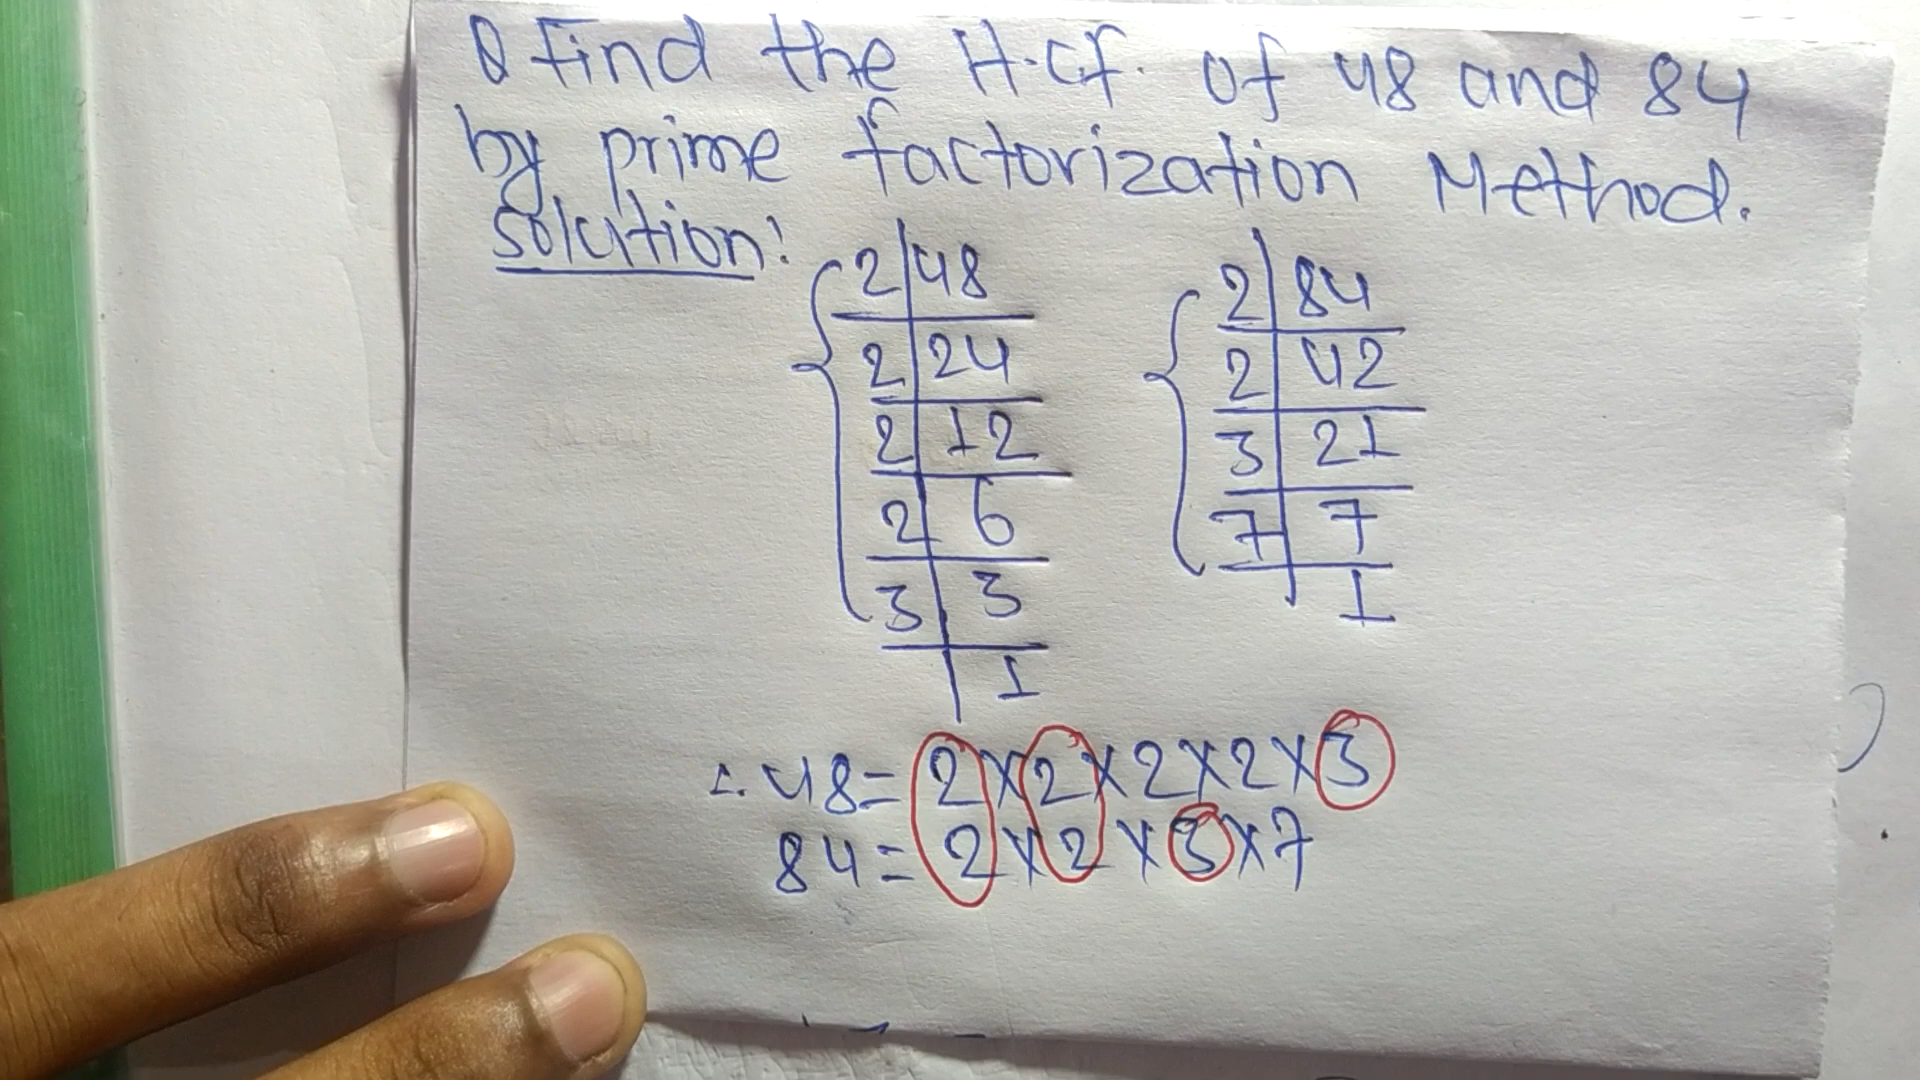 Q Find the H.C.f. of 48 and 84
by prime factorization Method.
solution:
2 48
2 24
2 12
2 6
3 3
1
2 84
2 42
3 21
7 7
1
∴ 48 = 2×2×2×2×3
84 = 2×2×3×7